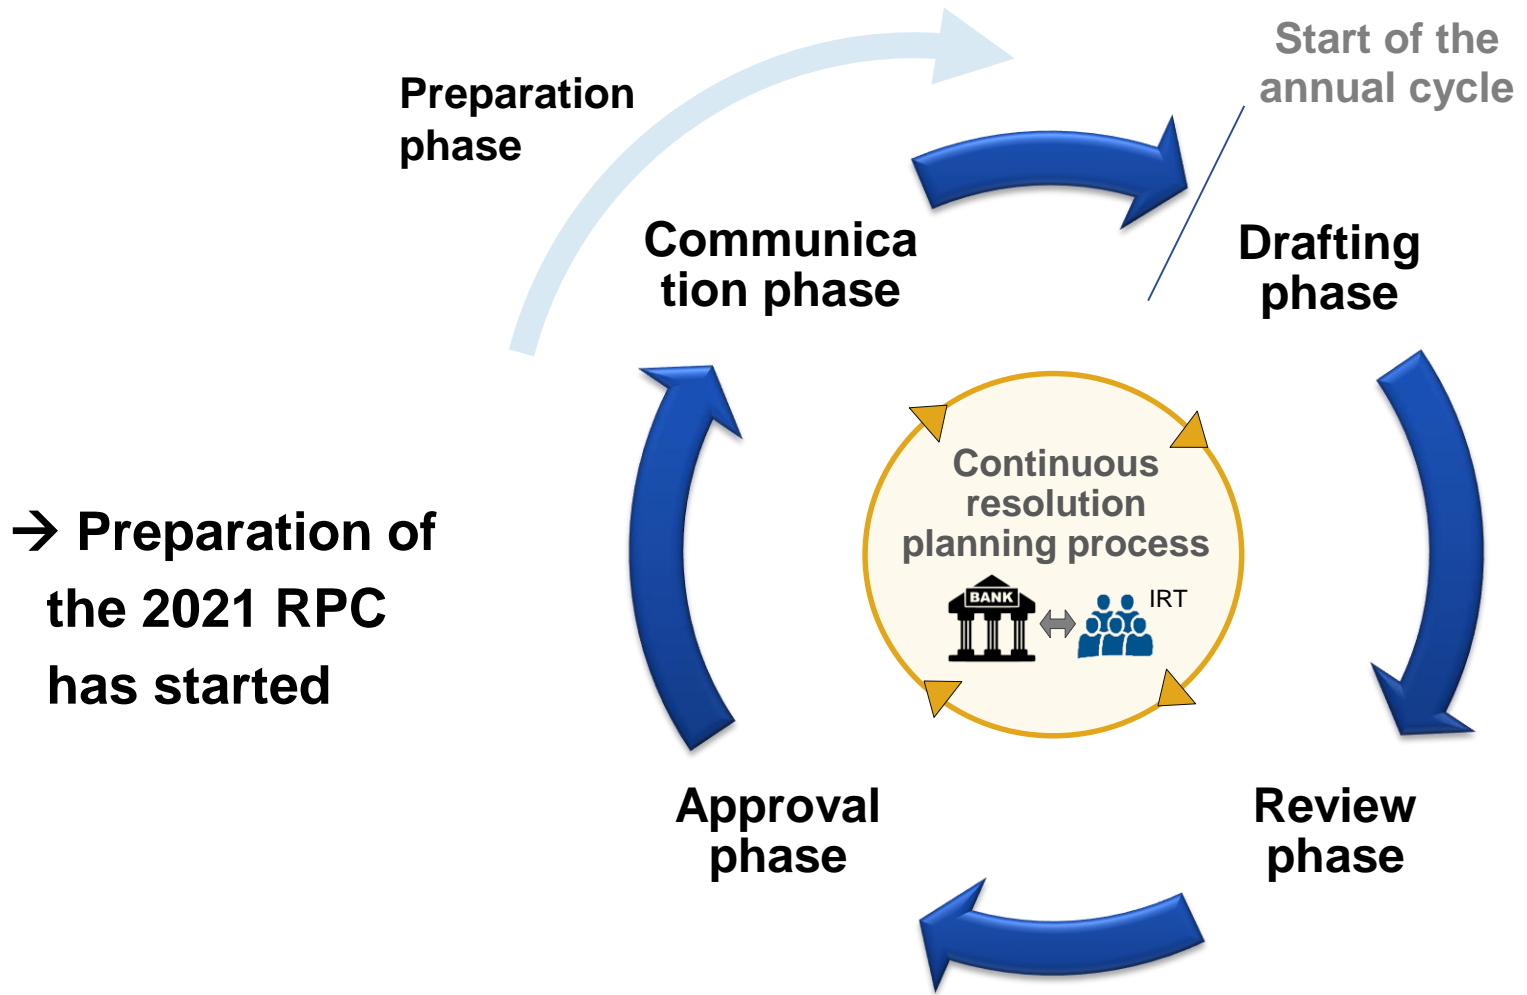 Start of the
annual cycle
Preparation
phase
Communica
tion phase
Drafting
phase
Continuous
resolution
planning process
BANK
IRT
→ Preparation of
the 2021 RPC
has started
Approval
phase
Review
phase